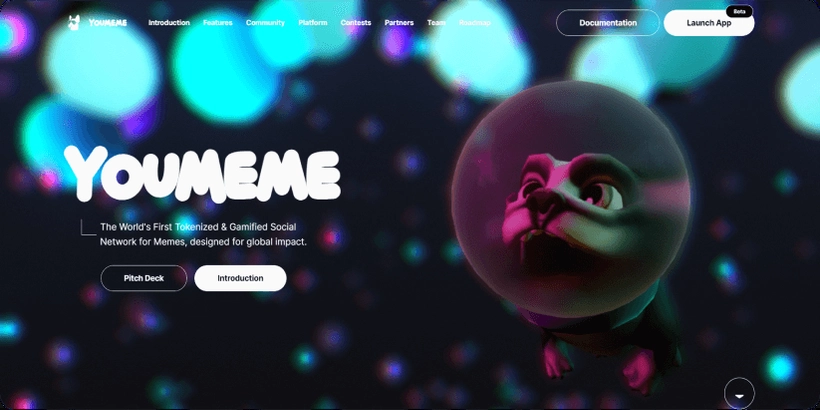 YOUMEME
Introduction Features Community Platform Contests Partners Team Roadmap
Documentation
Launch App
Beta
YOUMEME
The World's First Tokenized & Gamified Social
Network for Memes, designed for global impact.
Pitch Deck
Introduction